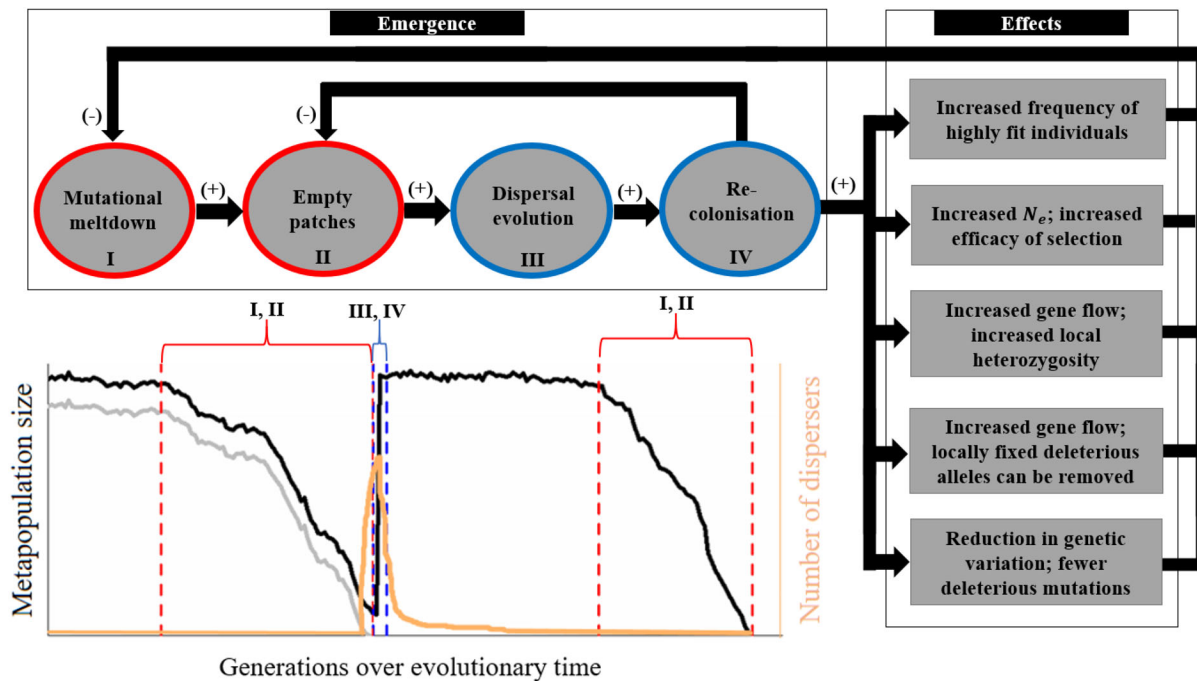 Emergence
Effects
(-)
(-)
Mutational
meltdown
I
(+)
Empty
patches
II
(+)
Dispersal
evolution
III
(+)
Re-
colonisation
IV
(+)
Increased frequency of
highly fit individuals
Increased Nₑ; increased
efficacy of selection
Increased gene flow;
increased local
heterozygosity
Increased gene flow;
locally fixed deleterious
alleles can be removed
Reduction in genetic
variation; fewer
deleterious mutations
I, II
III, IV
I, II
Metapopulation size
Number of dispersers
Generations over evolutionary time